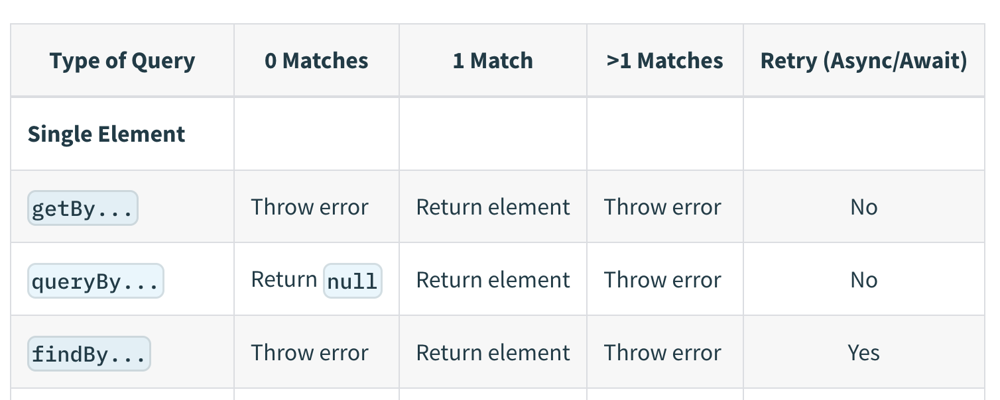 Type of Query 0 Matches 1 Match >1 Matches Retry (Async/Await)
Single Element
getBy... Throw error Return element Throw error No
queryBy... Return null Return element Throw error No
findBy... Throw error Return element Throw error Yes